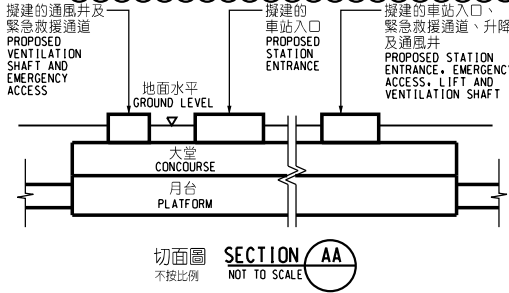 擬建的通風井及
緊急救援通道
PROPOSED
VENTILATION
SHAFT AND
EMERGENCY
ACCESS
擬建的
車站入口
PROPOSED
STATION
ENTRANCE
擬建的車站入口、
緊急救援通道、升降
及通風井
PROPOSED STATION
ENTRANCE, EMERGENCY
ACCESS, LIFT AND
VENTILATION SHAFT
地面水平
GROUND LEVEL
大堂
CONCOURSE
月台
PLATFORM
切面圖 SECTION AA
不按比例 NOT TO SCALE